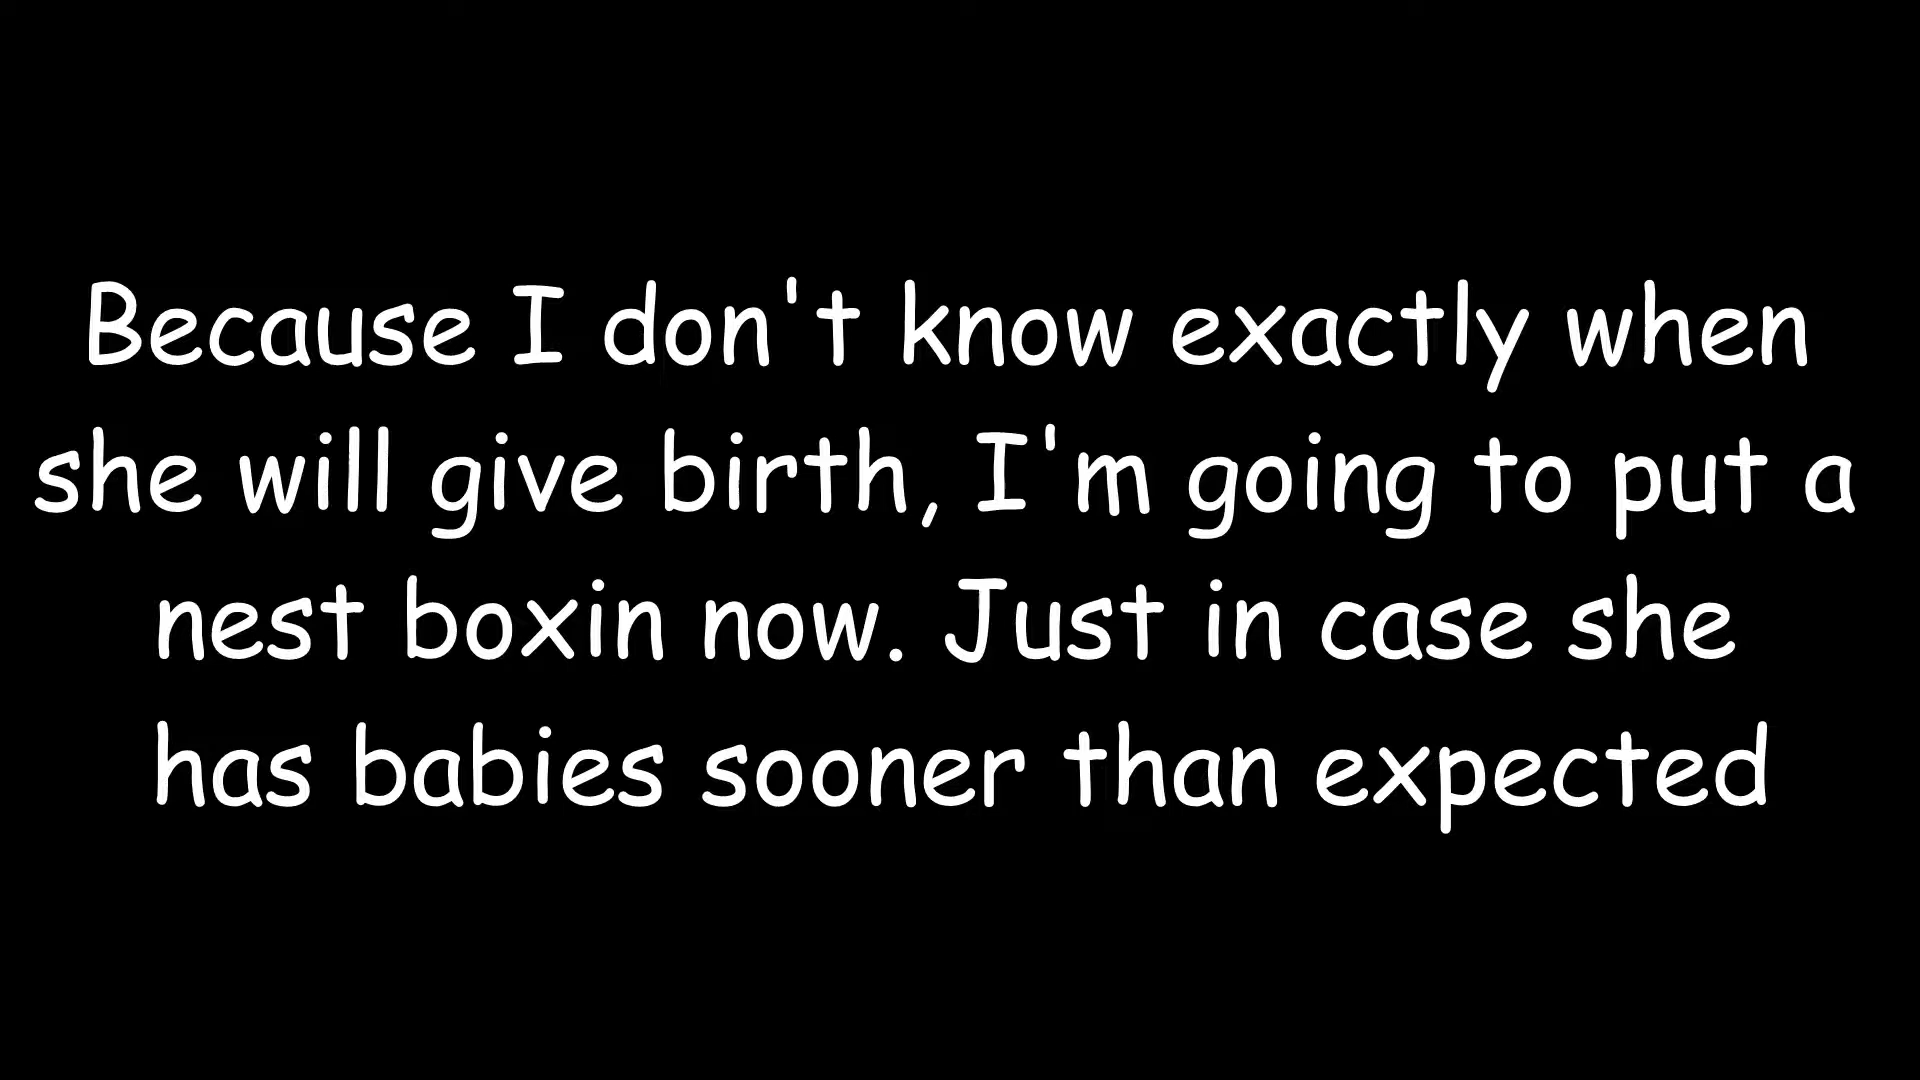 Because I don't know exactly when
she will give birth, I'm going to put a
nest boxin now. Just in case she
has babies sooner than expected